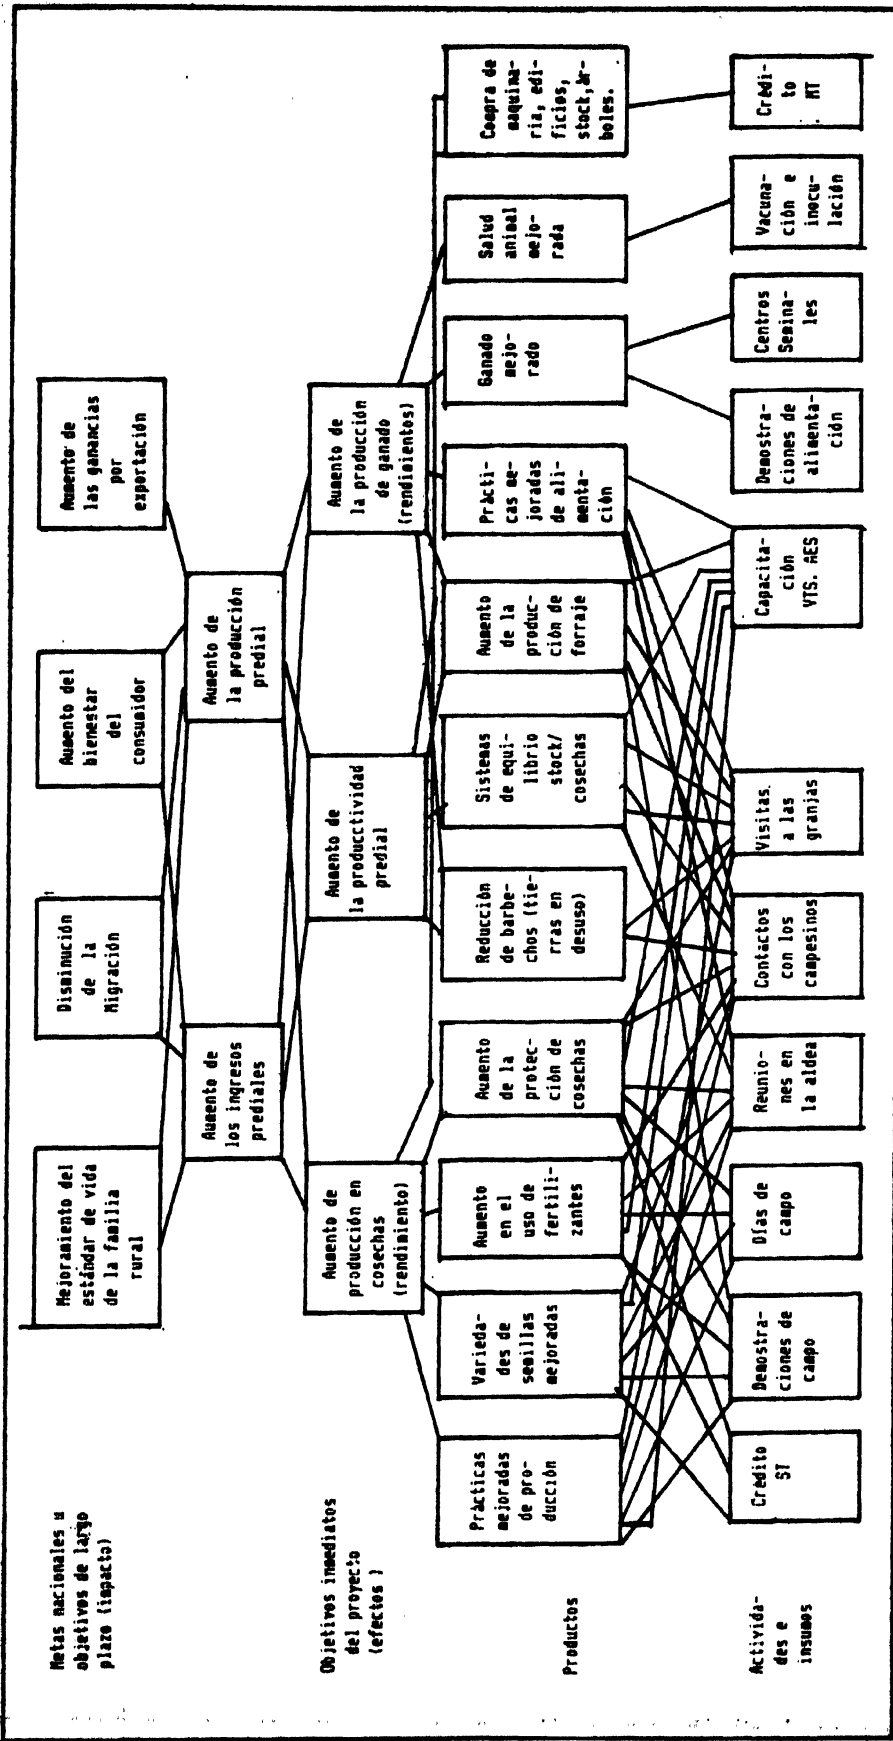 Metas nacionales u
objetivos de largo
plazo (impacto)
Mejoramiento del
estándar de vida
de la familia
rural
Disminución
de la
Migración
Aumento del
bienestar
del
consumidor
Aumento de
las ganancias
por
exportación
Aumento de
los ingresos
prediales
Aumento de
la producción
predial
Objetivos inmediatos
del proyecto
(efectos )
Aumento de
producción en
cosechas
(rendimiento)
Aumento de
la producctividad
predial
Aumento de
la producción
de ganado
(rendimientos)
Productos
Prácticas
mejoradas
de pro-
ducción
Varieda-
des de
semillas
mejoradas
Aumento
en el
uso de
fertili-
zantes
Aumento
de la
protec-
ción de
cosechas
Reducción
de barbe-
chos (tie-
rras en
desuso)
Sistemas
de equi-
librio
stock/
cosechas
Aumento
de la
produc-
ción de
forraje
Prácti-
cas me-
joradas
de ali-
menta-
ción
Ganado
mejo-
rado
Salud
animal
mejo-
rada
Compra de
maquina-
ria, edi-
ficios,
stock,ár-
boles.
Activida-
des e
insumos
Crédito
ST
Demostra-
ciones de
campo
Días de
campo
Reunio-
nes en
la aldea
Contactos
con los
campesinos
Visitas
a las
granjas
Capacita-
ción
VTS. AES
Demostra-
ciones de
alimenta-
ción
Centros
Semina-
les
Vacuna-
ción e
inocu-
lación
Crédi-
to
MT